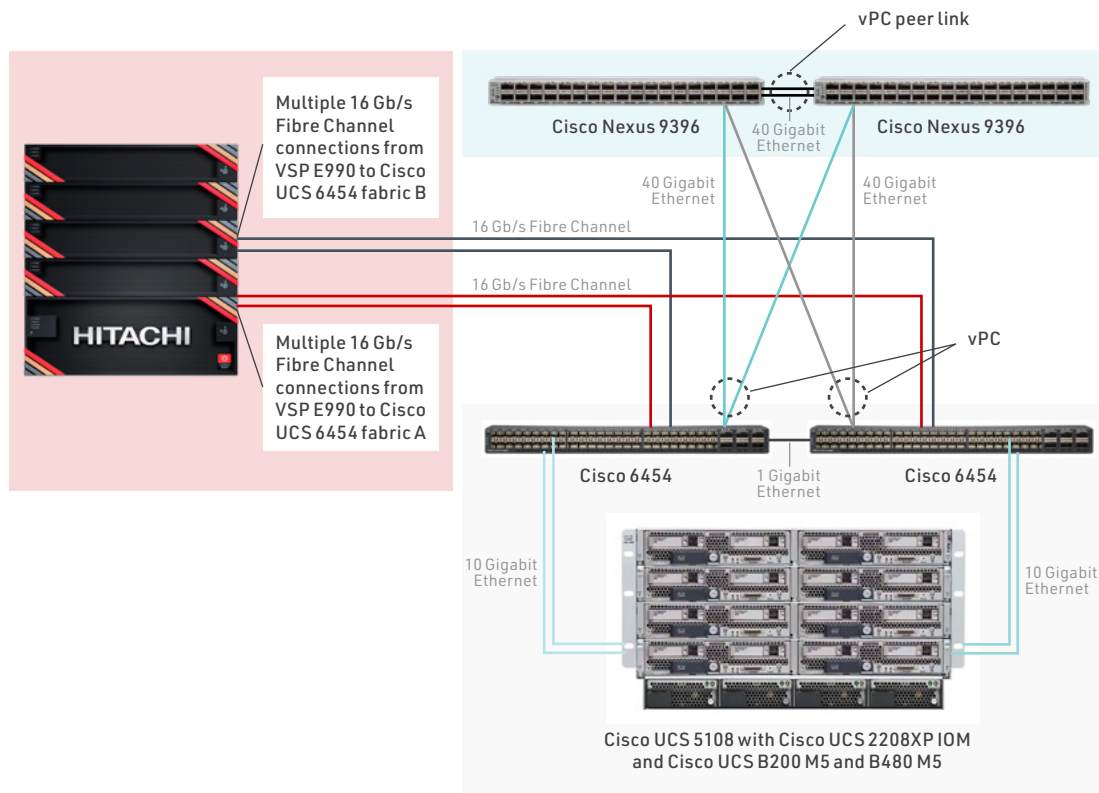 vPC peer link
Multiple 16 Gb/s
Fibre Channel
connections from
VSP E990 to Cisco
UCS 6454 fabric B
Cisco Nexus 9396
40 Gigabit
Ethernet
Cisco Nexus 9396
40 Gigabit
Ethernet
40 Gigabit
Ethernet
16 Gb/s Fibre Channel
16 Gb/s Fibre Channel
HITACHI
Multiple 16 Gb/s
Fibre Channel
connections from
VSP E990 to Cisco
UCS 6454 fabric A
vPC
Cisco 6454
1 Gigabit
Ethernet
Cisco 6454
10 Gigabit
Ethernet
10 Gigabit
Ethernet
Cisco UCS 5108 with Cisco UCS 2208XP IOM
and Cisco UCS B200 M5 and B480 M5